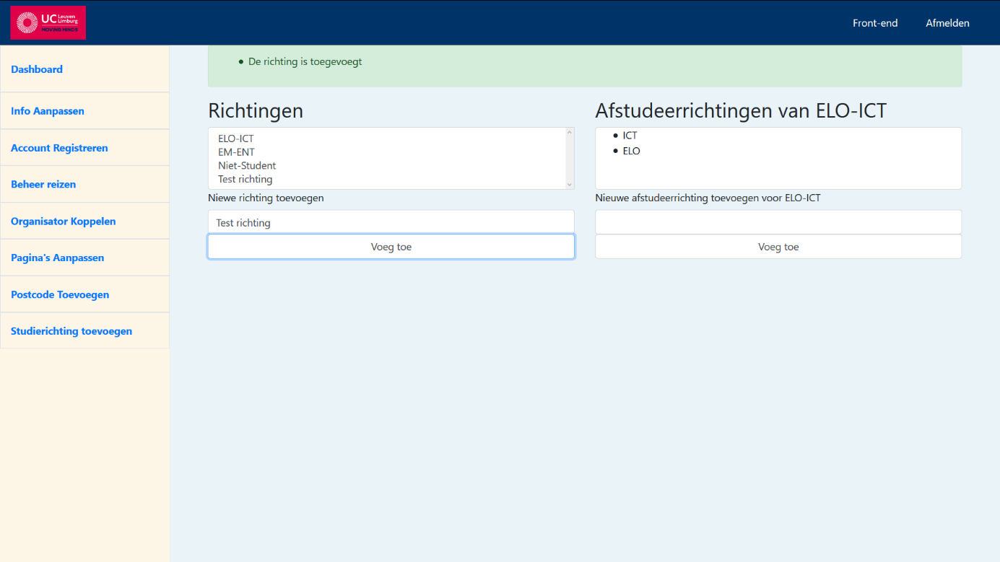 UC Leuven Limburg
MOVING MINDS
Front-end
Afmelden
Dashboard
Info Aanpassen
Account Registreren
Beheer reizen
Organisator Koppelen
Pagina's Aanpassen
Postcode Toevoegen
Studierichting toevoegen
De richting is toegevoegt
Richtingen
ELO-ICT
EM-ENT
Niet-Student
Test richting
Niewe richting toevoegen
Test richting
Voeg toe
Afstudeerrichtingen van ELO-ICT
ICT
ELO
Nieuwe afstudeerrichting toevoegen voor ELO-ICT
Voeg toe